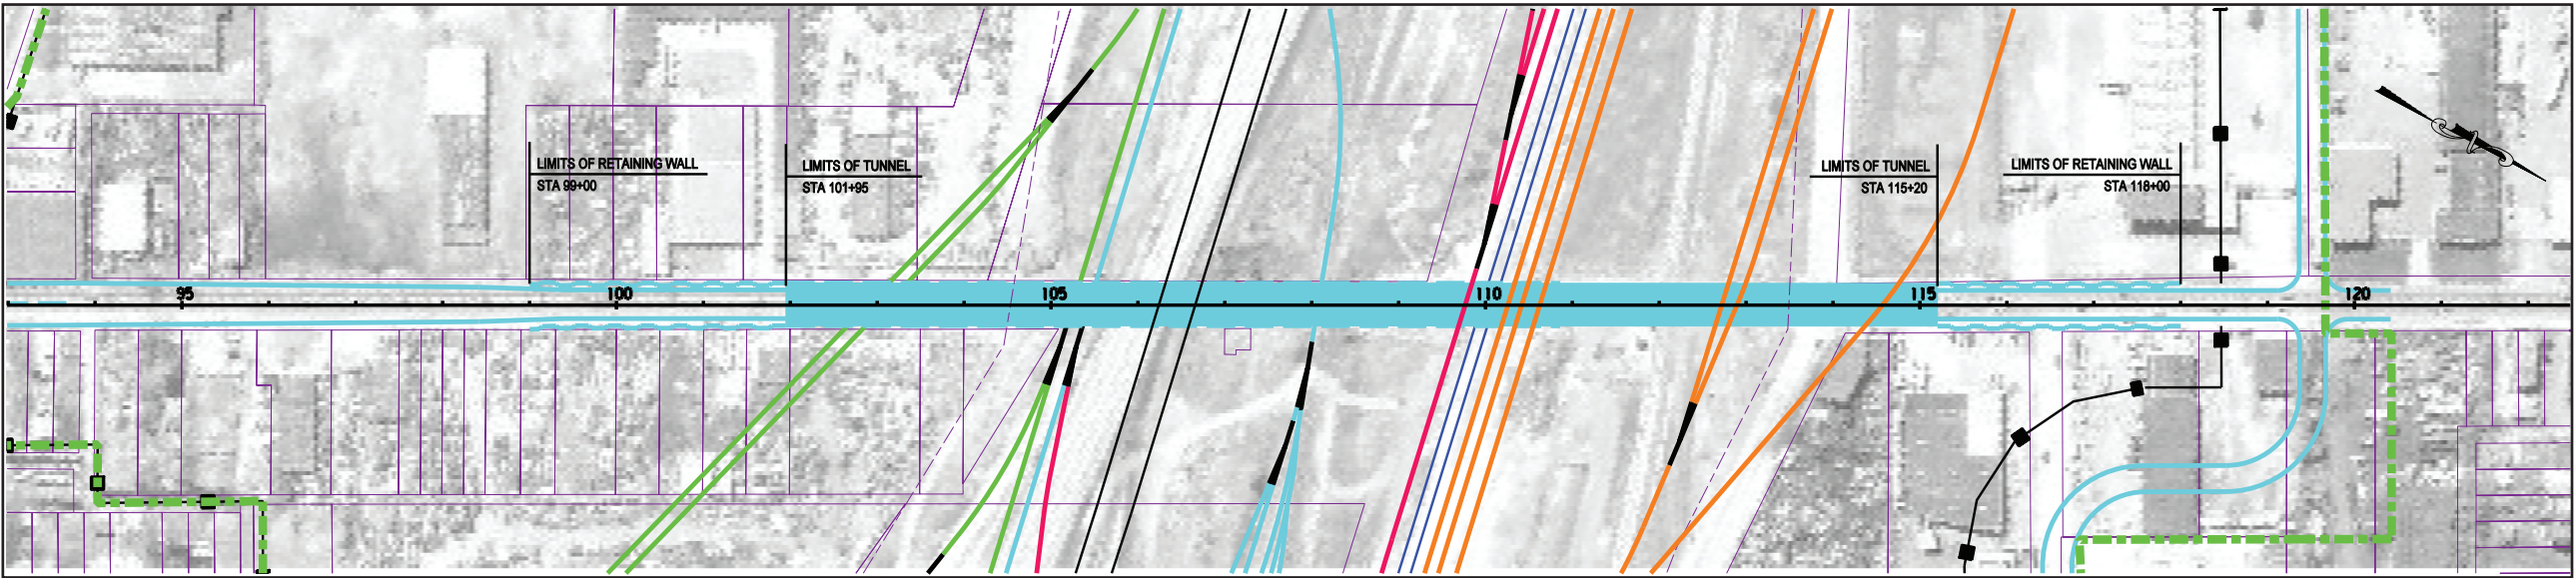 LIMITS OF RETAINING WALL
STA 99+00
LIMITS OF TUNNEL
STA 101+95
LIMITS OF TUNNEL
STA 115+20
LIMITS OF RETAINING WALL
STA 118+00
95
100
105
110
115
120